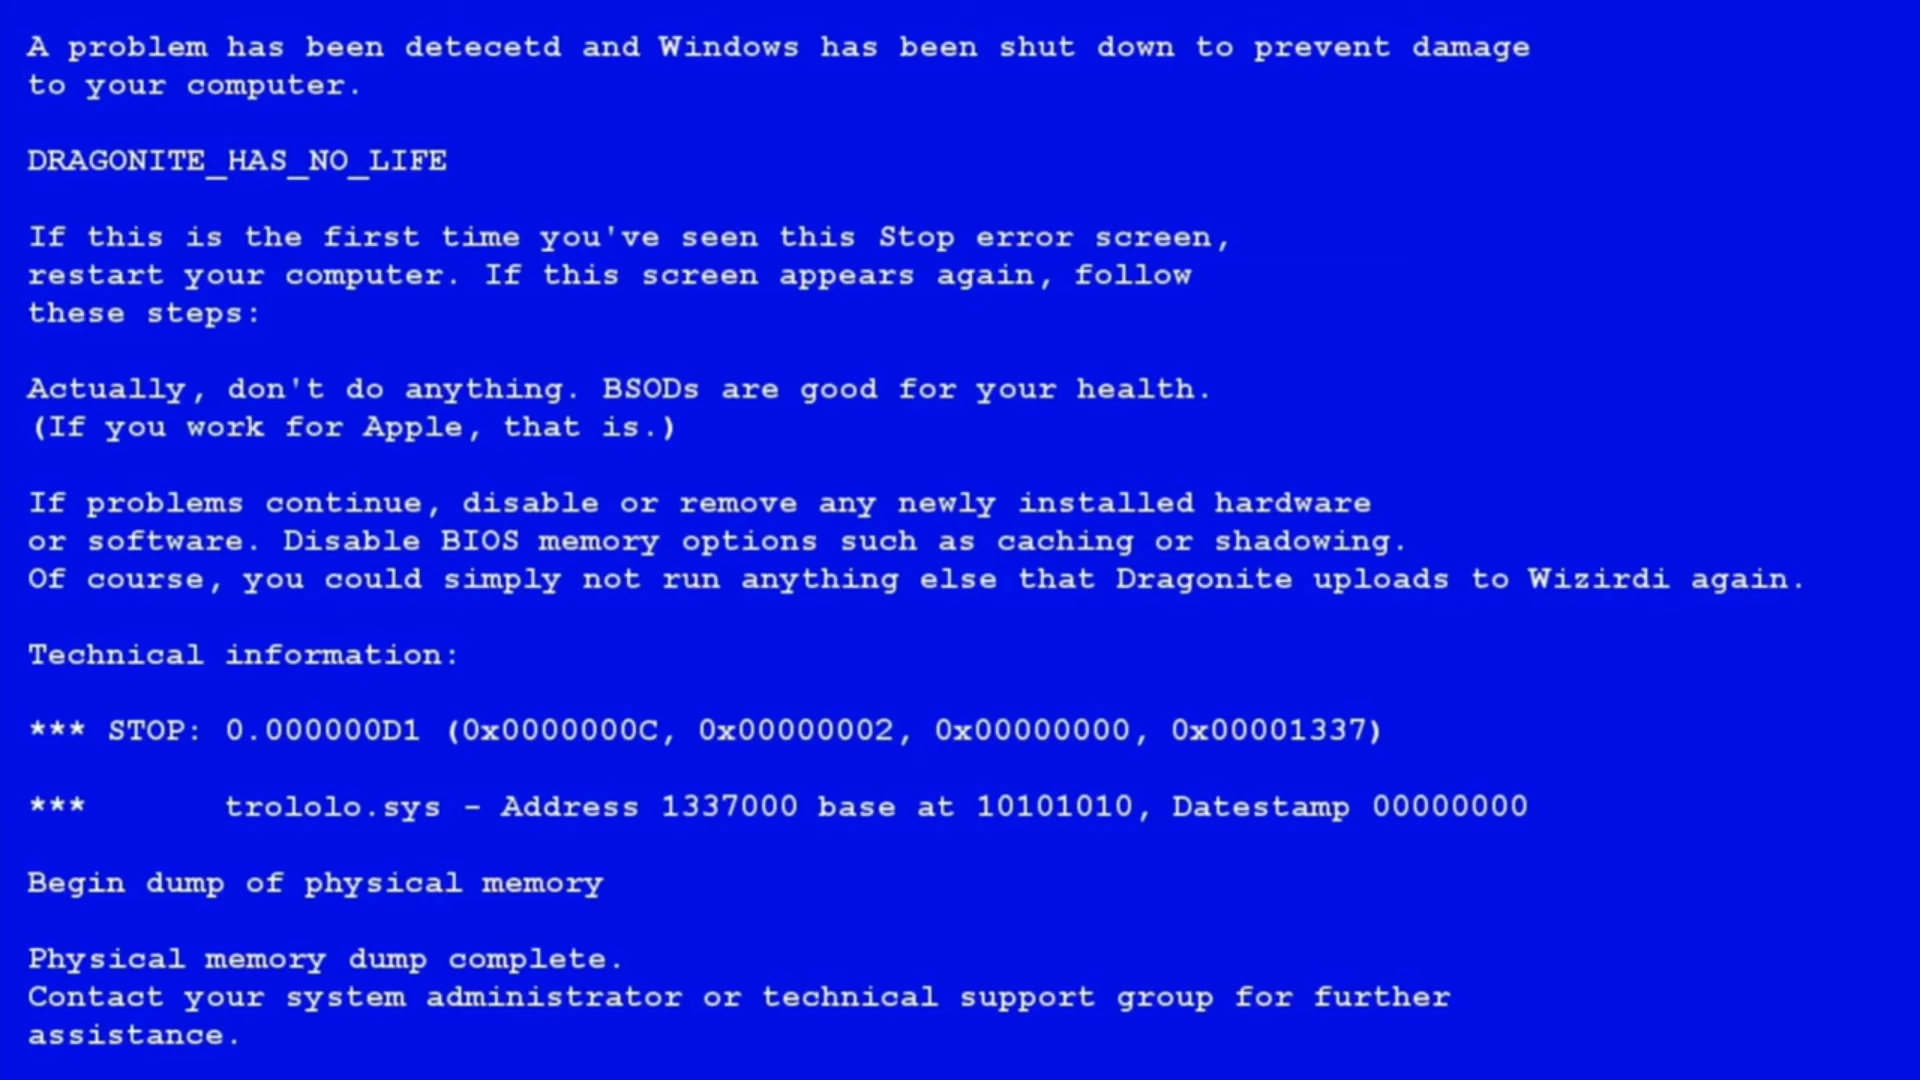 A problem has been detecetd and Windows has been shut down to prevent damage
to your computer.
DRAGONITE_HAS_NO_LIFE
If this is the first time you've seen this Stop error screen,
restart your computer. If this screen appears again, follow
these steps:
Actually, don't do anything. BSODs are good for your health.
(If you work for Apple, that is.)
If problems continue, disable or remove any newly installed hardware
or software. Disable BIOS memory options such as caching or shadowing.
Of course, you could simply not run anything else that Dragonite uploads to Wizirdi again.
Technical information:
*** STOP: 0.000000D1 (0x0000000C, 0x00000002, 0x00000000, 0x00001337)
*** trololo.sys - Address 1337000 base at 10101010, Datestamp 00000000
Begin dump of physical memory
Physical memory dump complete.
Contact your system administrator or technical support group for further
assistance.